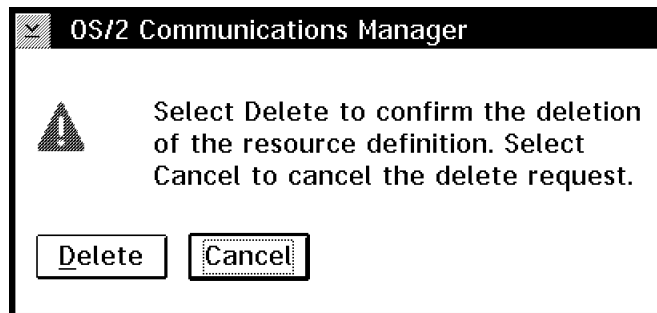 OS/2 Communications Manager
Select Delete to confirm the deletion
of the resource definition. Select
Cancel to cancel the delete request.
Delete Cancel